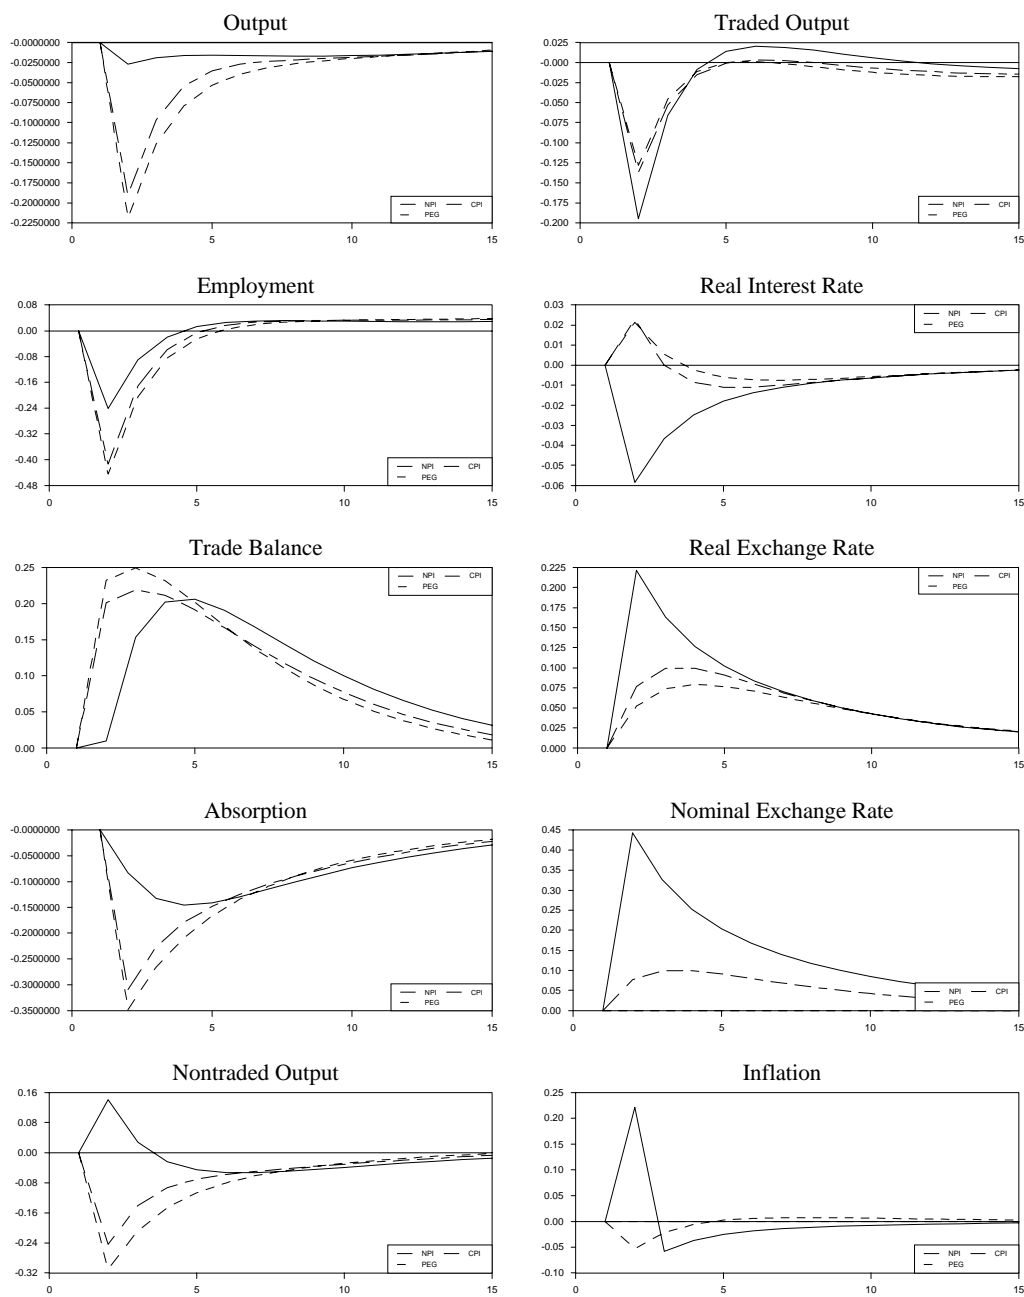 Output
-0.0000000
-0.0250000
-0.0500000
-0.0750000
-0.1000000
-0.1250000
-0.1500000
-0.1750000
-0.2000000
-0.2250000
0 5 10 15
NPI CPI
PEG
Traded Output
0.025
-0.000
-0.025
-0.050
-0.075
-0.100
-0.125
-0.150
-0.175
-0.200
0 5 10 15
NPI CPI
PEG
Employment
0.08
0.00
-0.08
-0.16
-0.24
-0.32
-0.40
-0.48
0 5 10 15
NPI CPI
PEG
Real Interest Rate
0.03
0.02
0.01
0.00
-0.01
-0.02
-0.03
-0.04
-0.05
-0.06
0 5 10 15
NPI CPI
PEG
Trade Balance
0.25
0.20
0.15
0.10
0.05
0.00
0 5 10 15
NPI CPI
PEG
Real Exchange Rate
0.225
0.200
0.175
0.150
0.125
0.100
0.075
0.050
0.025
0.000
0 5 10 15
NPI CPI
PEG
Absorption
-0.0000000
-0.0500000
-0.1000000
-0.1500000
-0.2000000
-0.2500000
-0.3000000
-0.3500000
0 5 10 15
NPI CPI
PEG
Nominal Exchange Rate
0.45
0.40
0.35
0.30
0.25
0.20
0.15
0.10
0.05
0.00
0 5 10 15
NPI CPI
PEG
Nontraded Output
0.16
0.08
0.00
-0.08
-0.16
-0.24
-0.32
0 5 10 15
NPI CPI
PEG
Inflation
0.25
0.20
0.15
0.10
0.05
0.00
-0.05
-0.10
0 5 10 15
NPI CPI
PEG